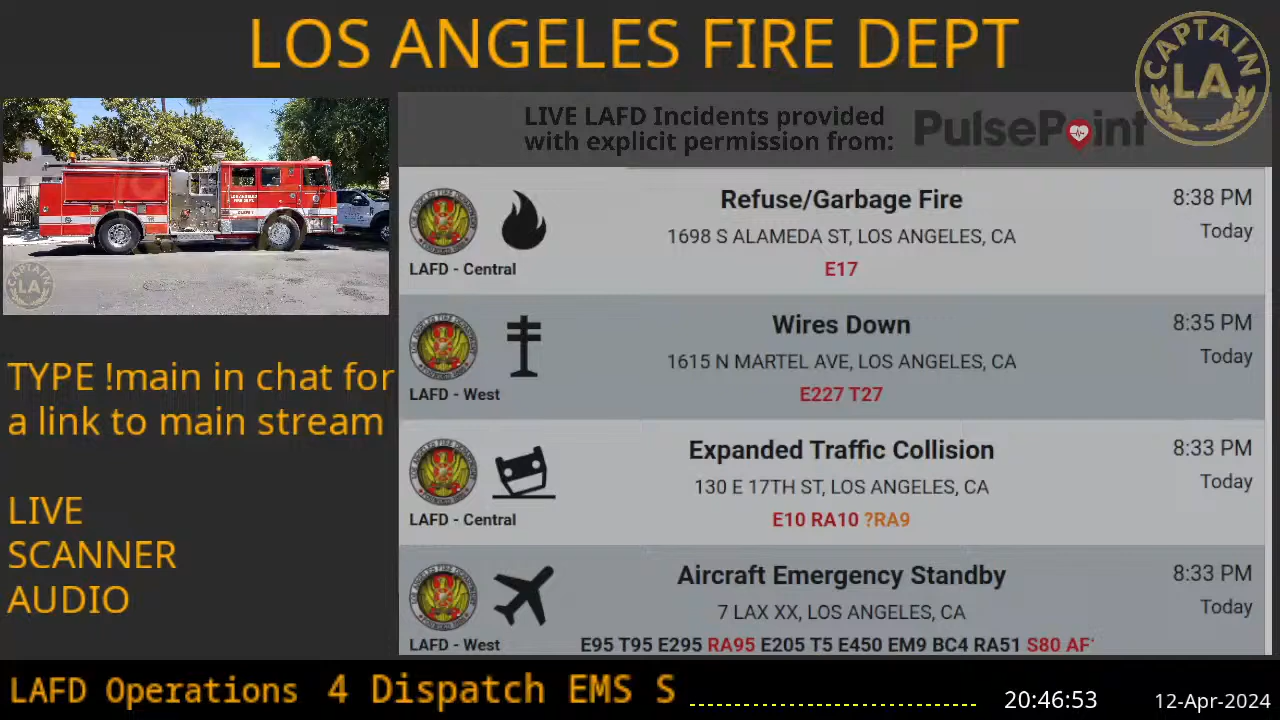 LOS ANGELES FIRE DEPT
CAPTAIN
LA
LIVE LAFD Incidents provided
with explicit permission from:
PulsePoint
Refuse/Garbage Fire
8:38 PM
1698 S ALAMEDA ST, LOS ANGELES, CA
Today
LAFD - Central
E17
Wires Down
8:35 PM
1615 N MARTEL AVE, LOS ANGELES, CA
Today
LAFD - West
E227 T27
Expanded Traffic Collision
8:33 PM
130 E 17TH ST, LOS ANGELES, CA
Today
LAFD - Central
E10 RA10 ?RA9
Aircraft Emergency Standby
8:33 PM
7 LAX XX, LOS ANGELES, CA
Today
LAFD - West
E95 T95 E295 RA95 E205 T5 E450 EM9 BC4 RA51 S80 AF
CAPTAIN
LA
TYPE !main in chat for
a link to main stream
LIVE
SCANNER
AUDIO
LAFD Operations 4 Dispatch EMS S
20:46:53
12-Apr-2024